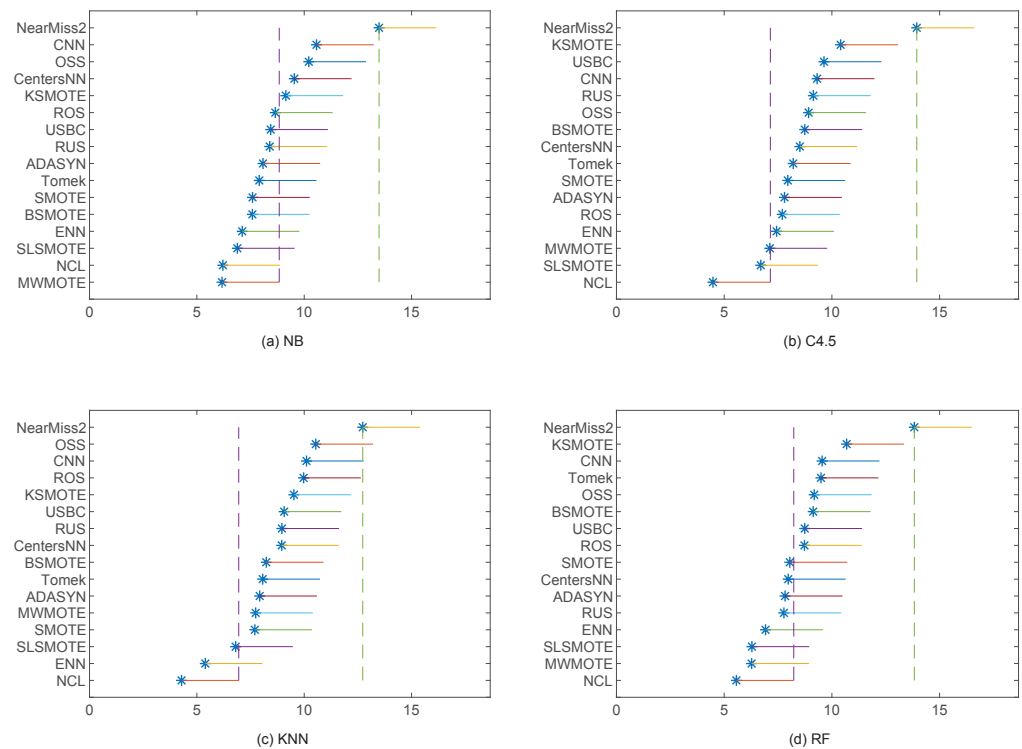 NearMiss2
CNN
OSS
CentersNN
KSMOTE
ROS
USBC
RUS
ADASYN
Tomek
SMOTE
BSMOTE
ENN
SLSMOTE
NCL
MWMOTE
0 5 10 15
(a) NB
NearMiss2
KSMOTE
USBC
CNN
RUS
OSS
BSMOTE
CentersNN
Tomek
SMOTE
ADASYN
ROS
ENN
MWMOTE
SLSMOTE
NCL
0 5 10 15
(b) C4.5
NearMiss2
OSS
CNN
ROS
KSMOTE
USBC
RUS
CentersNN
BSMOTE
Tomek
ADASYN
MWMOTE
SMOTE
SLSMOTE
ENN
NCL
0 5 10 15
(c) KNN
NearMiss2
KSMOTE
CNN
Tomek
OSS
BSMOTE
USBC
ROS
SMOTE
CentersNN
ADASYN
RUS
ENN
SLSMOTE
MWMOTE
NCL
0 5 10 15
(d) RF